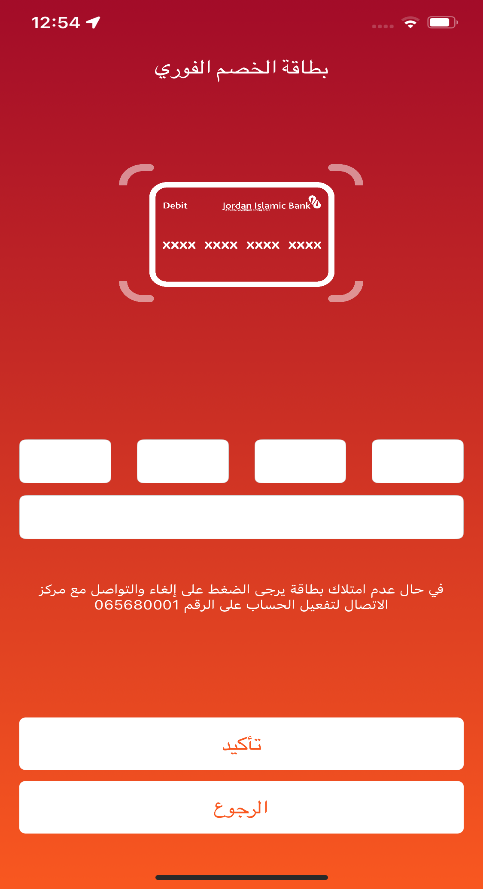 12:54
بطاقة الخصم الفوري
Debit
Jordan Islamic Bank
xxxx xxxx xxxx xxxx
في حال عدم امتلاك بطاقة يرجى الضغط على إلغاء والتواصل مع مركز
الاتصال لتفعيل الحساب على الرقم 065680001
تأكيد
الرجوع